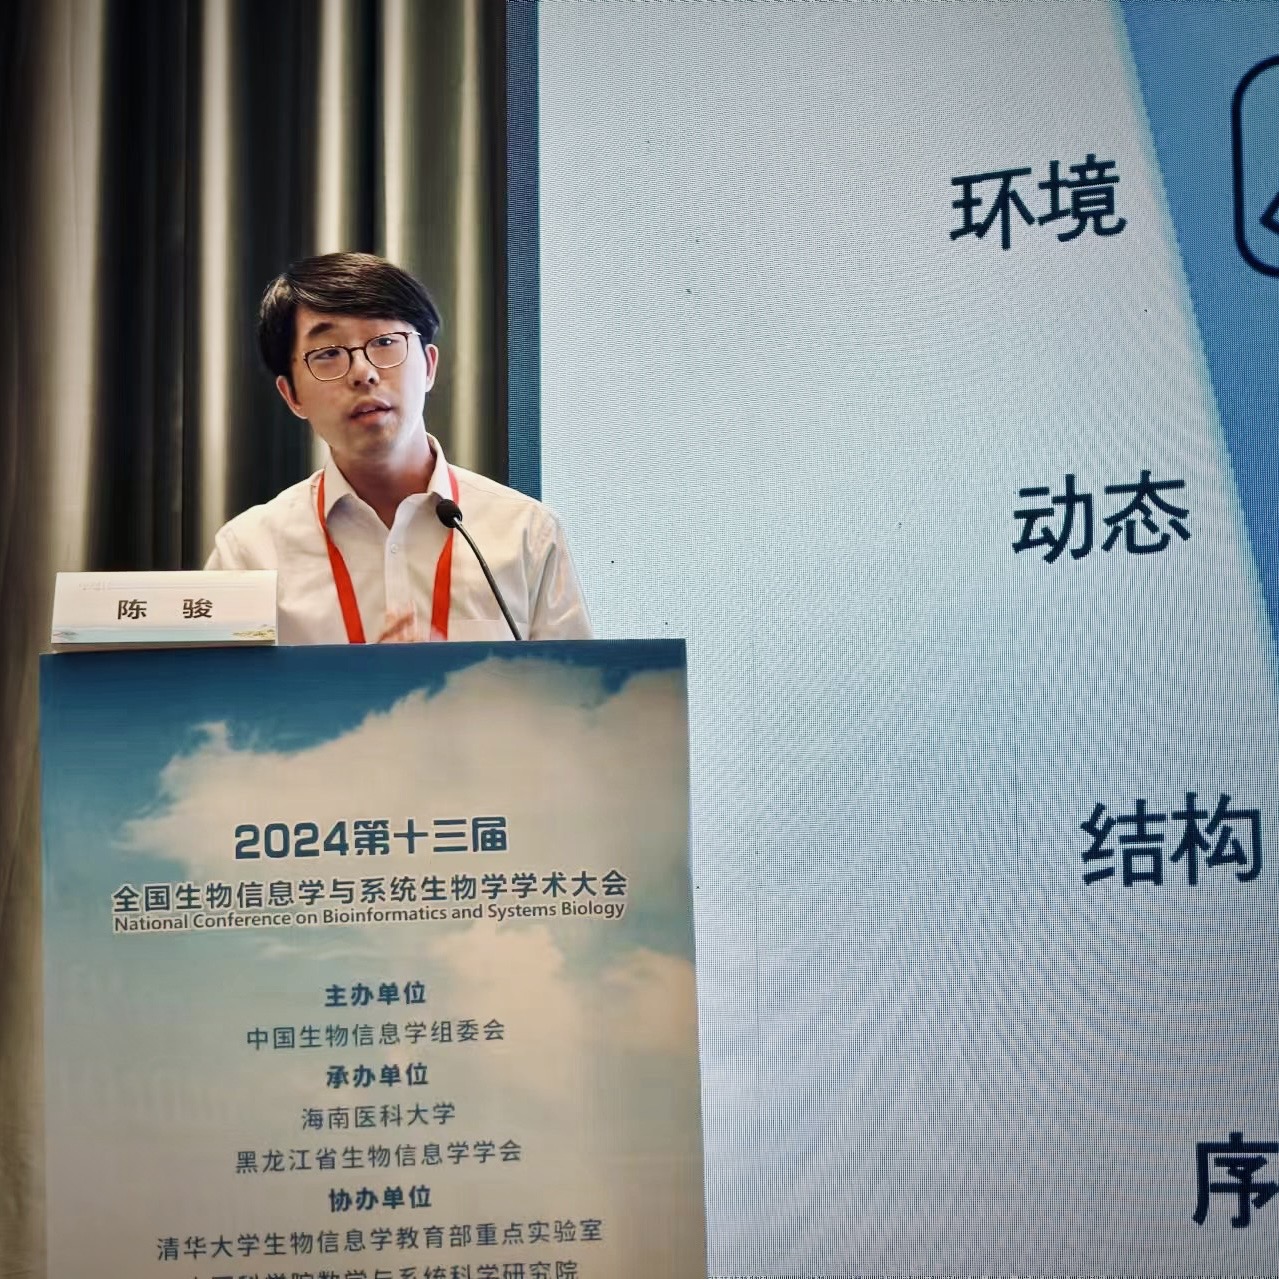 环境
动态
结构
序
陈 骏
2024第十三届
全国生物信息学与系统生物学学术大会
National Conference on Bioinformatics and Systems Biology
主办单位
中国生物信息学组委会
承办单位
海南医科大学
黑龙江省生物信息学学会
协办单位
清华大学生物信息学教育部重点实验室
中国科学院数学与系统科学研究院